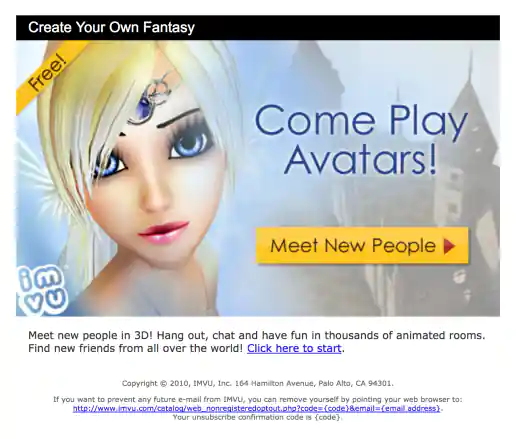 Create Your Own Fantasy
Free!
Come Play
Avatars!
Meet New People
imvu
Meet new people in 3D! Hang out, chat and have fun in thousands of animated rooms.
Find new friends from all over the world! Click here to start.
Copyright © 2010, IMVU, Inc. 164 Hamilton Avenue, Palo Alto, CA 94301.
If you want to prevent any future e-mail from IMVU, you can remove yourself by pointing your web browser to:
http://www.imvu.com/catalog/web_nonregisteredoptout.php?code={code}&email={email address}.
Your unsubscribe confirmation code is {code}.